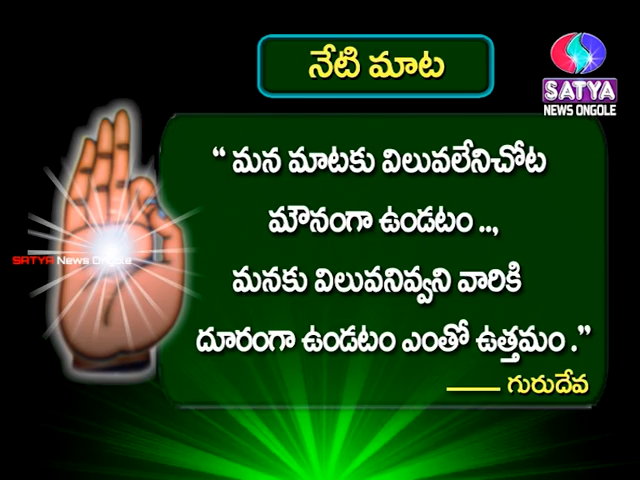 నేటి మాట
SATYA
NEWS ONGOLE
“ మన మాటకు విలువలేనిచోట
మౌనంగా ఉండటం ..,
SATYA News Ongole
మనకు విలువనివ్వని వారికి
దూరంగా ఉండటం ఎంతో ఉత్తమం .”
—— గురుదేవ